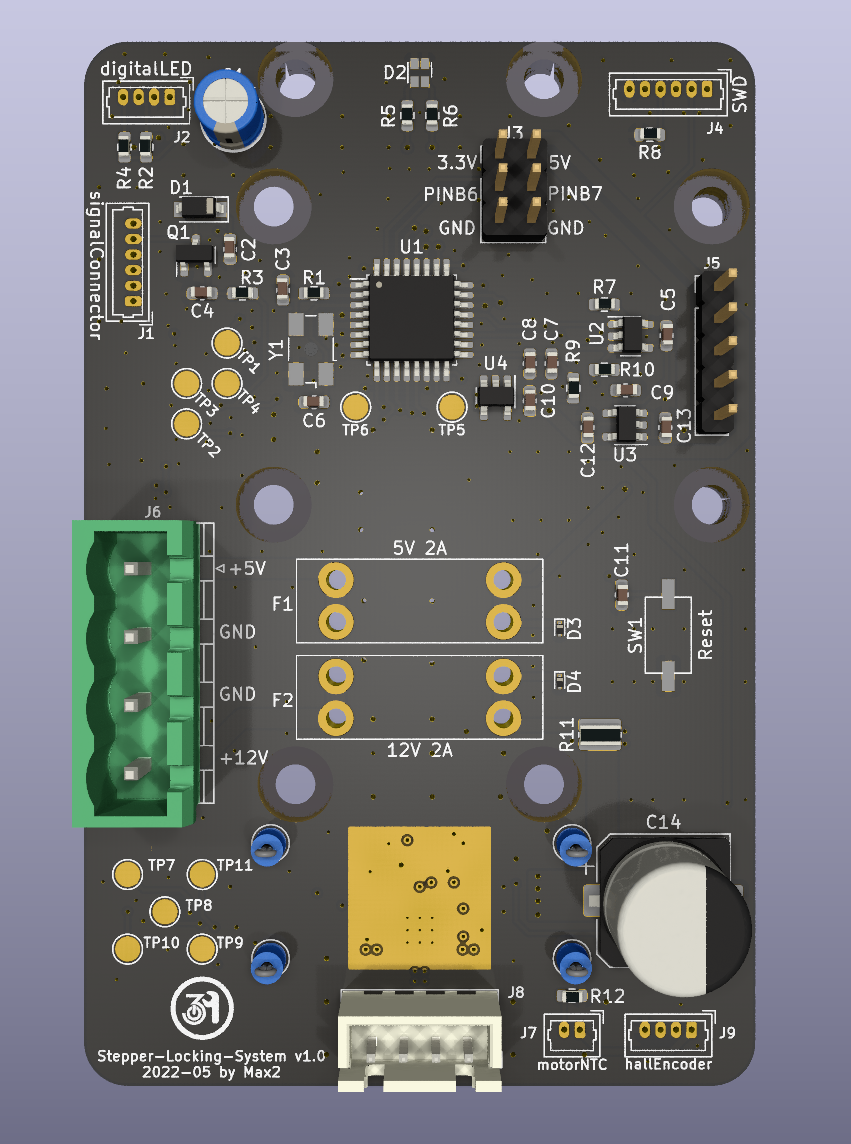 digitalLED
D2
J2
J4
SWD
R5
R6
R8
R4
R2
J3
3.3V
5V
PINB6
PINB7
GND
GND
D1
signalConnector
Q1
C2
U1
J5
C3
R3
R1
C4
J1
R7
C5
U2
C8
C7
R9
TP1
Y1
U4
R10
TP3
TP4
C9
C10
C6
TP2
TP6
TP5
C12
U3
C13
J6
+5V
5V 2A
C11
F1
GND
D3
SW1
Reset
GND
F2
D4
+12V
12V 2A
R11
C14
+
TP7
TP11
TP8
TP10
TP9
J8
R12
J7
J9
Stepper-Locking-System v1.0
2022-05 by Max2
motorNTC
hallEncoder